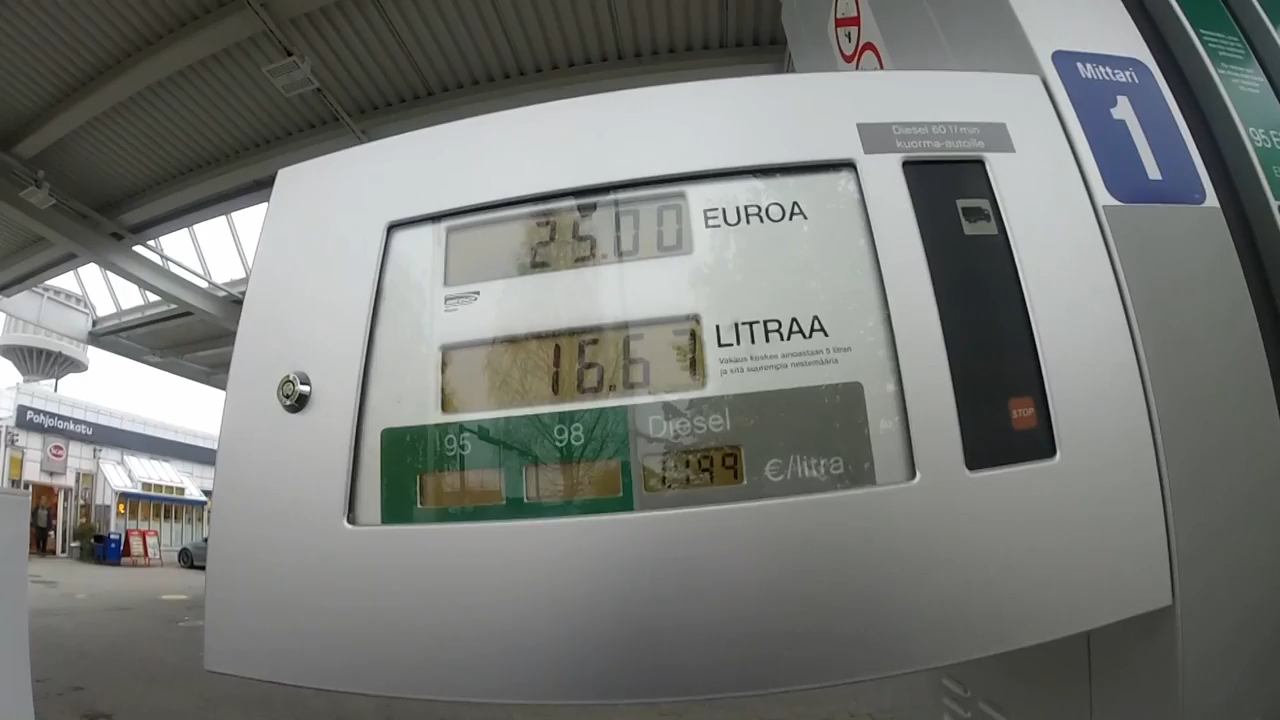 Mittari
1
Diesel 60 l/min
kuorma-autoille
25.00 EUROA
16.67 LITRAA
Vakaus koskee ainoastaan 5 litran
ja sitä suurempia nestemääriä
95 98 Diesel
1.499 €/litra
STOP
Pohjolankatu
95 E